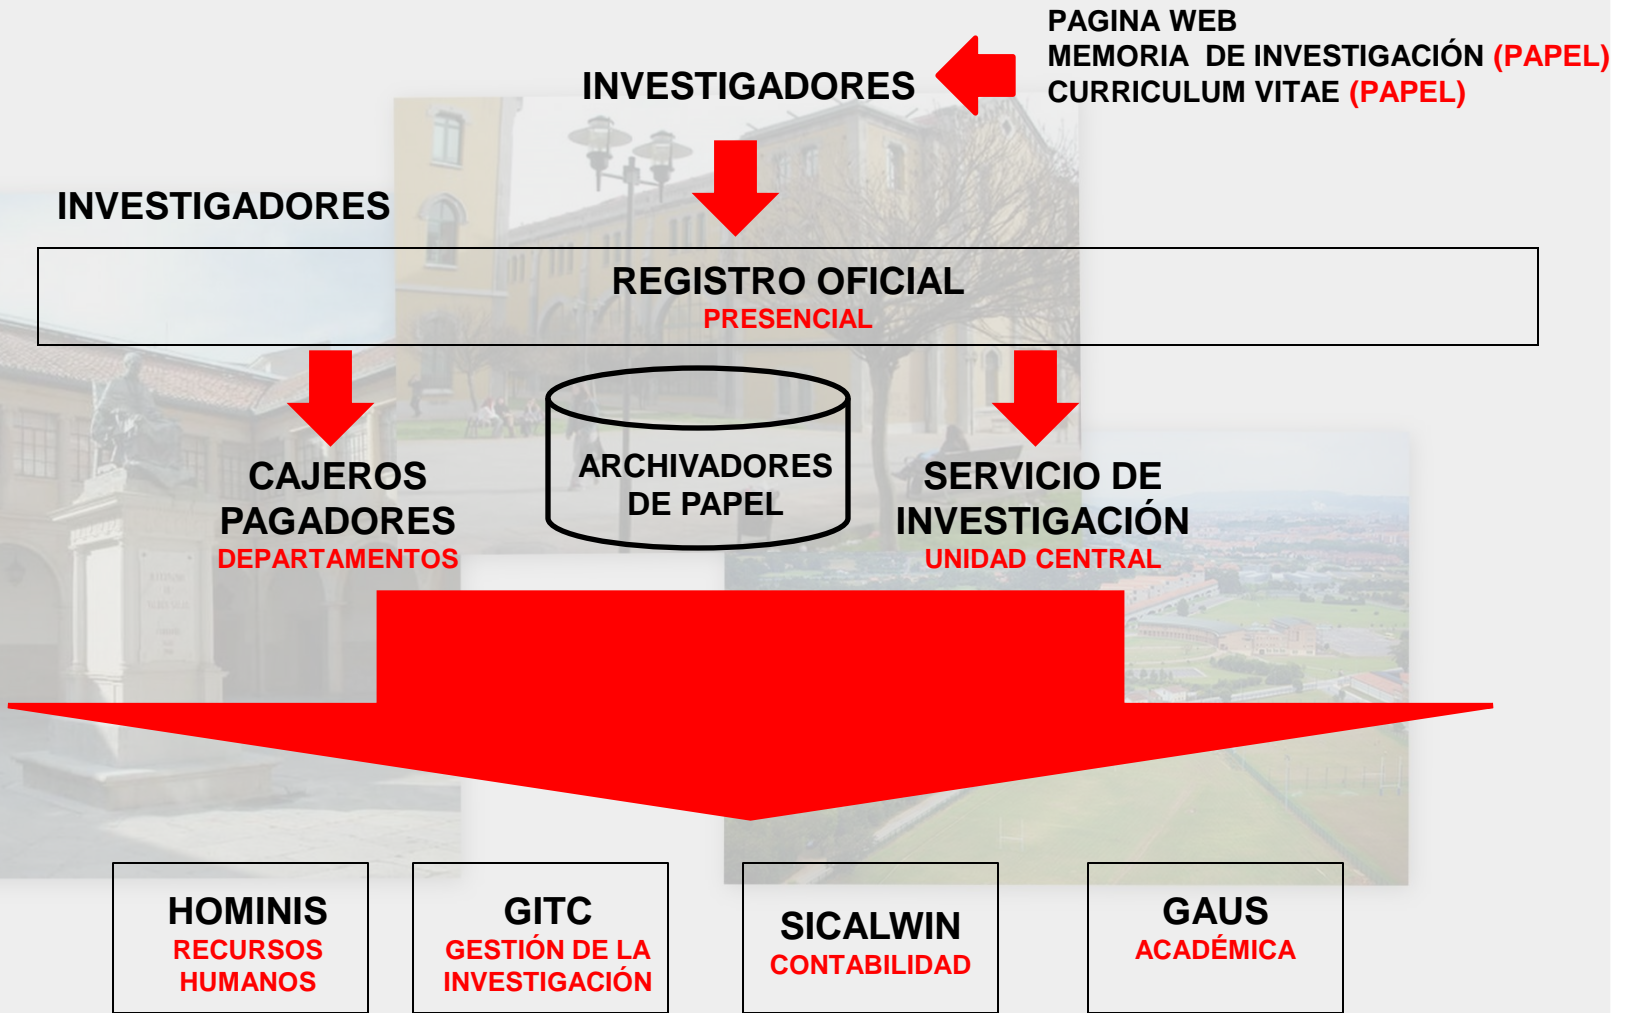 PAGINA WEB
MEMORIA DE INVESTIGACIÓN (PAPEL)
CURRICULUM VITAE (PAPEL)
INVESTIGADORES
INVESTIGADORES
REGISTRO OFICIAL
PRESENCIAL
CAJEROS
PAGADORES
DEPARTAMENTOS
ARCHIVADORES
DE PAPEL
SERVICIO DE
INVESTIGACIÓN
UNIDAD CENTRAL
HOMINIS
RECURSOS
HUMANOS
GITC
GESTIÓN DE LA
INVESTIGACIÓN
SICALWIN
CONTABILIDAD
GAUS
ACADÉMICA